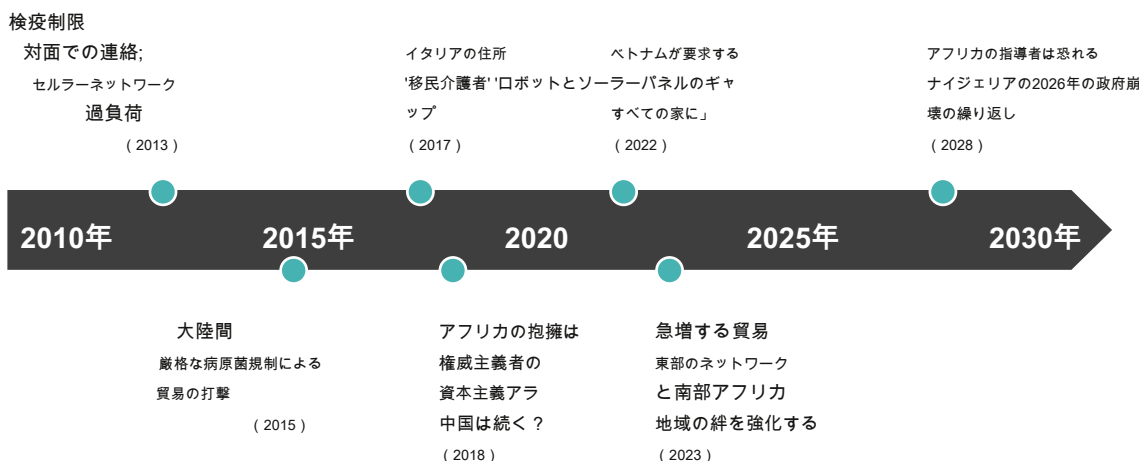 検疫制限
対面での連絡;
セルラーネットワーク
過負荷
（2013）
イタリアの住所
'移民介護者' 'ロボットとソーラーパネルのギャ
ップ
（2017）
ベトナムが要求する
すべての家に」
（2022）
アフリカの指導者は恐れる
ナイジェリアの2026年の政府崩
壊の繰り返し
（2028）
2010年
2015年
2020
2025年
2030年
大陸間
厳格な病原菌規制による
貿易の打撃
（2015）
アフリカの抱擁は
権威主義者の
資本主義アラ
中国は続く？
（2018）
急増する貿易
東部のネットワーク
と南部アフリカ
地域の絆を強化する
（2023）